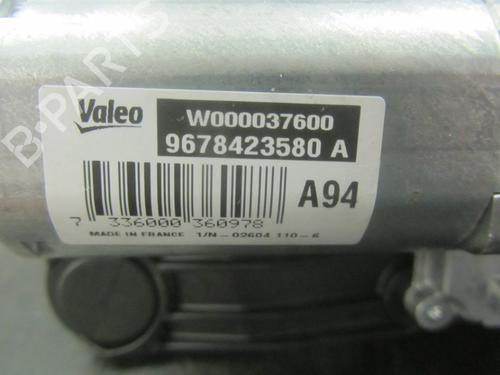 B-PARTS
Valeo
W000037600
9678423580 A
A94
7 336000 360978
MADE IN FRANCE 1/N - 02604 110 - 6